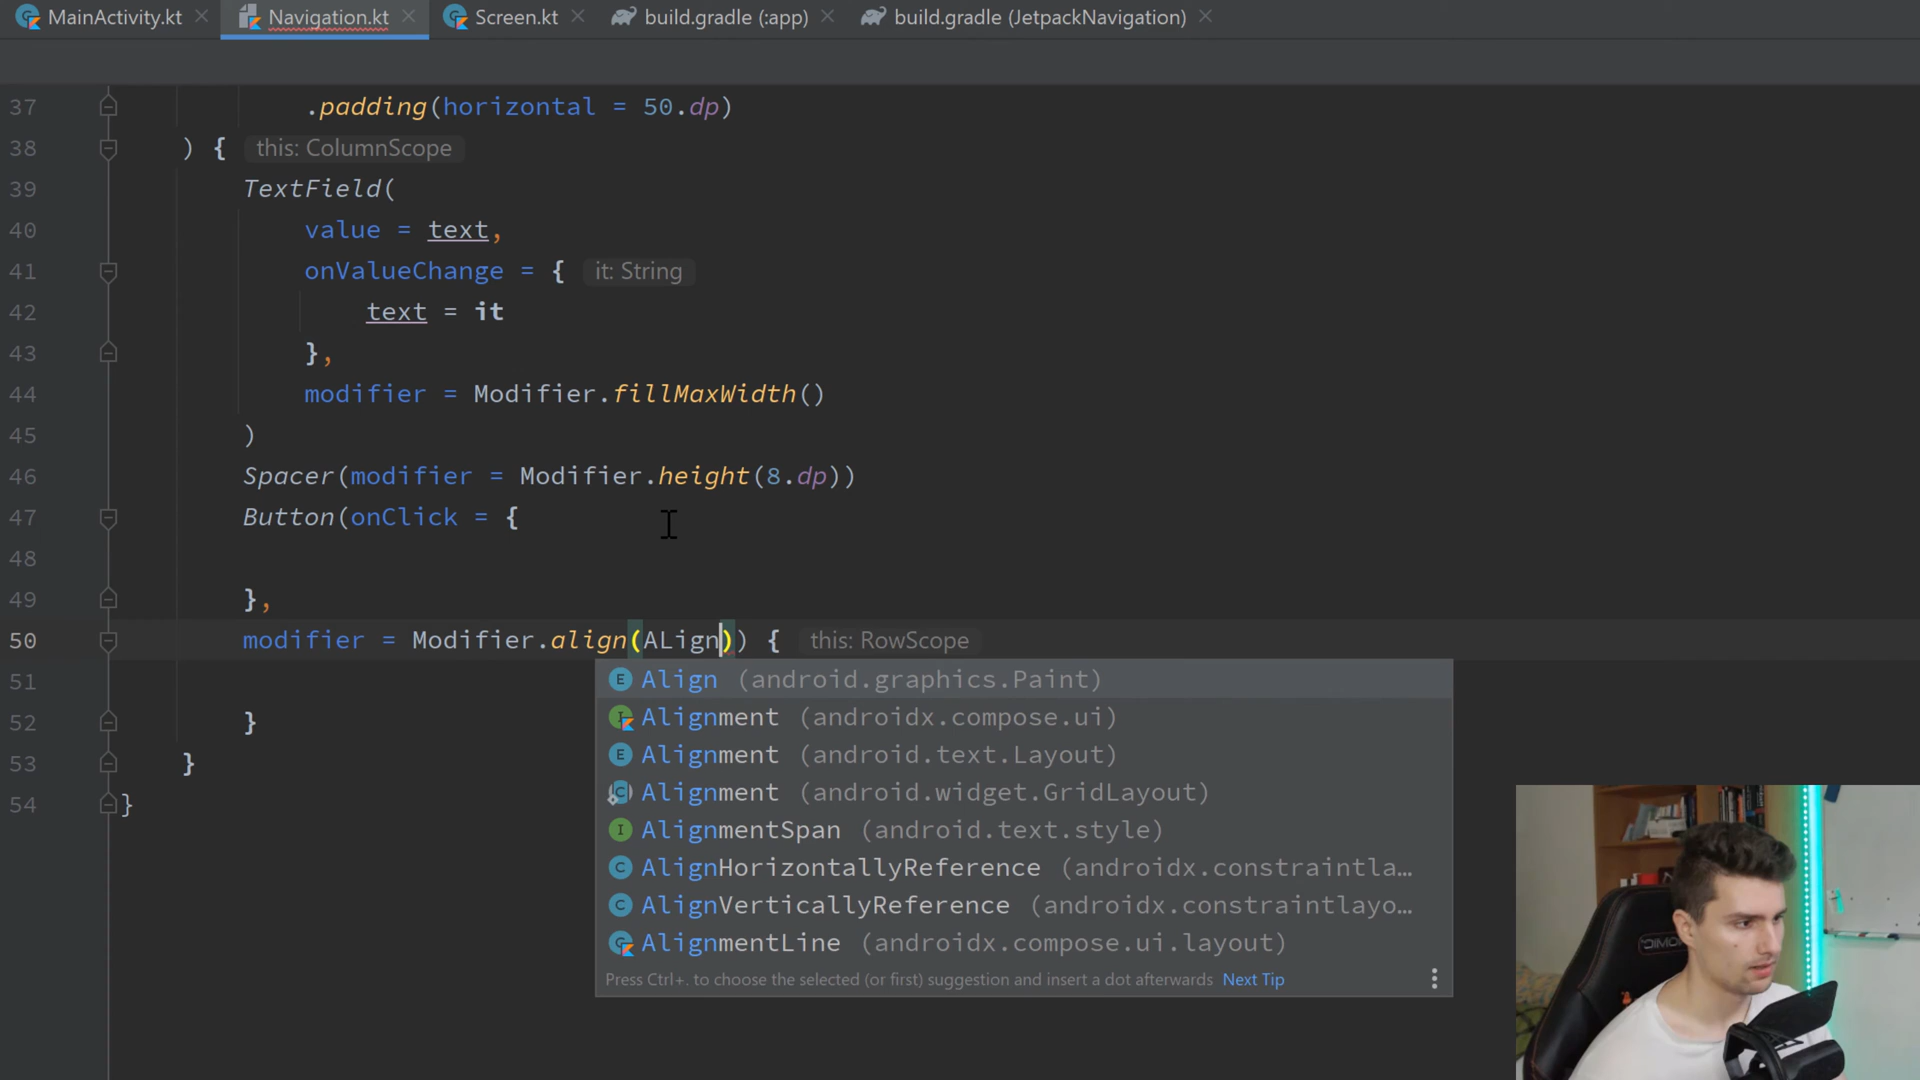 MainActivity.kt Navigation.kt Screen.kt build.gradle (:app) build.gradle (JetpackNavigation)
37 .padding(horizontal = 50.dp)
38 ) { this: ColumnScope
39 TextField(
40 value = text,
41 onValueChange = { it: String
42 text = it
43 },
44 modifier = Modifier.fillMaxWidth()
45 )
46 Spacer(modifier = Modifier.height(8.dp))
47 Button(onClick = {
48
49 },
50 modifier = Modifier.align(ALign)) { this: RowScope
51
52 }
53 }
54 }
E Align (android.graphics.Paint)
I Alignment (androidx.compose.ui)
E Alignment (android.text.Layout)
C Alignment (android.widget.GridLayout)
I AlignmentSpan (android.text.style)
C AlignHorizontallyReference (androidx.constraintla...
C AlignVerticallyReference (androidx.constraintlayo...
AlignmentLine (androidx.compose.ui.layout)
Press Ctrl+. to choose the selected (or first) suggestion and insert a dot afterwards Next Tip